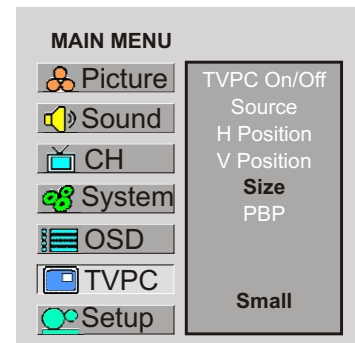 MAIN MENU
Picture
Sound
CH
System
OSD
TVPC
Setup
TVPC On/Off
Source
H Position
V Position
Size
PBP
Small